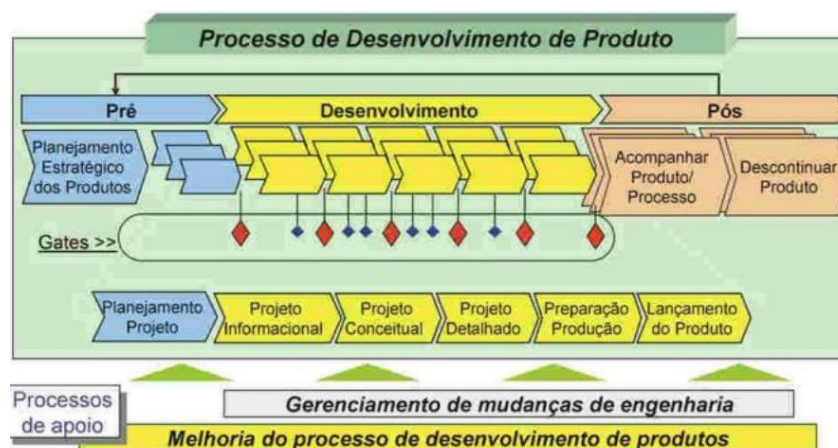 Processo de Desenvolvimento de Produto
Pré
Desenvolvimento
Pós
Planejamento
Estratégico
dos Produtos
Acompanhar
Produto/
Processo
Descontinuar
Produto
Gates >>
Planejamento
Projeto
Projeto
Informacional
Projeto
Conceitual
Projeto
Detalhado
Preparação
Produção
Lançamento
do Produto
Processos
de apoio
Gerenciamento de mudanças de engenharia
Melhoria do processo de desenvolvimento de produtos